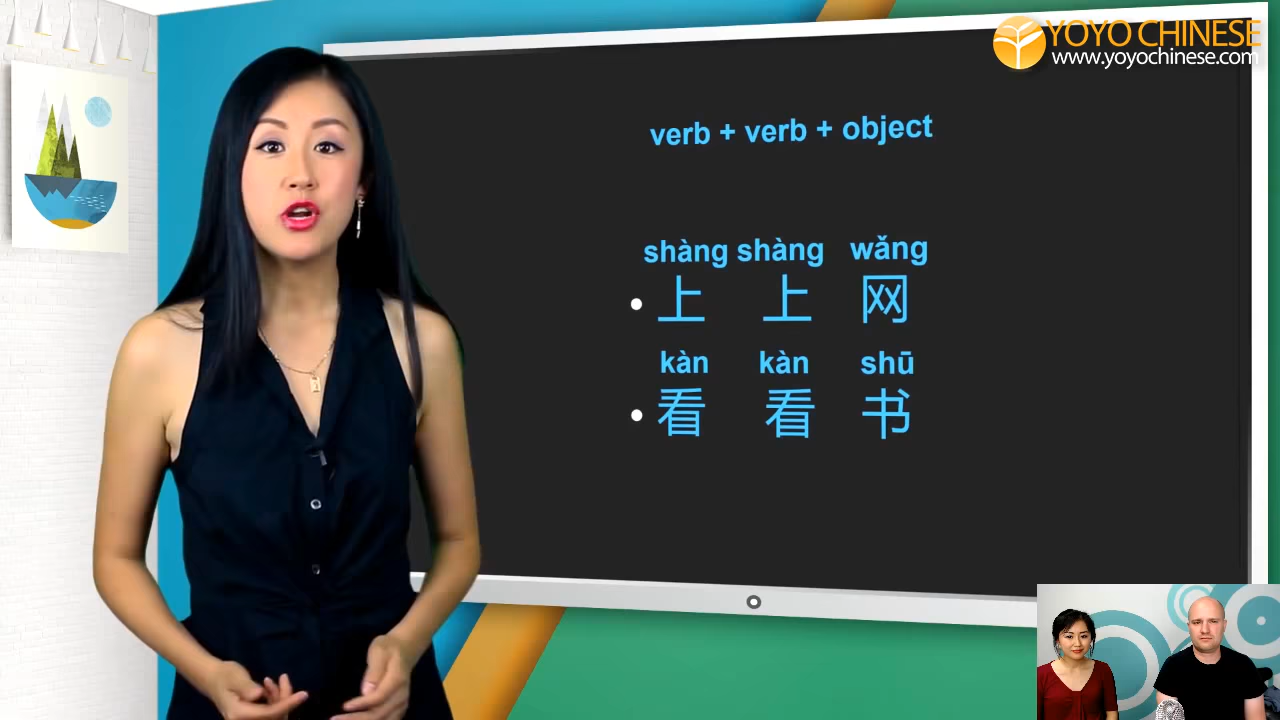 YOYO CHINESE
www.yoyochinese.com
verb + verb + object
shàng shàng wǎng
• 上 上 网
kàn kàn shū
• 看 看 书